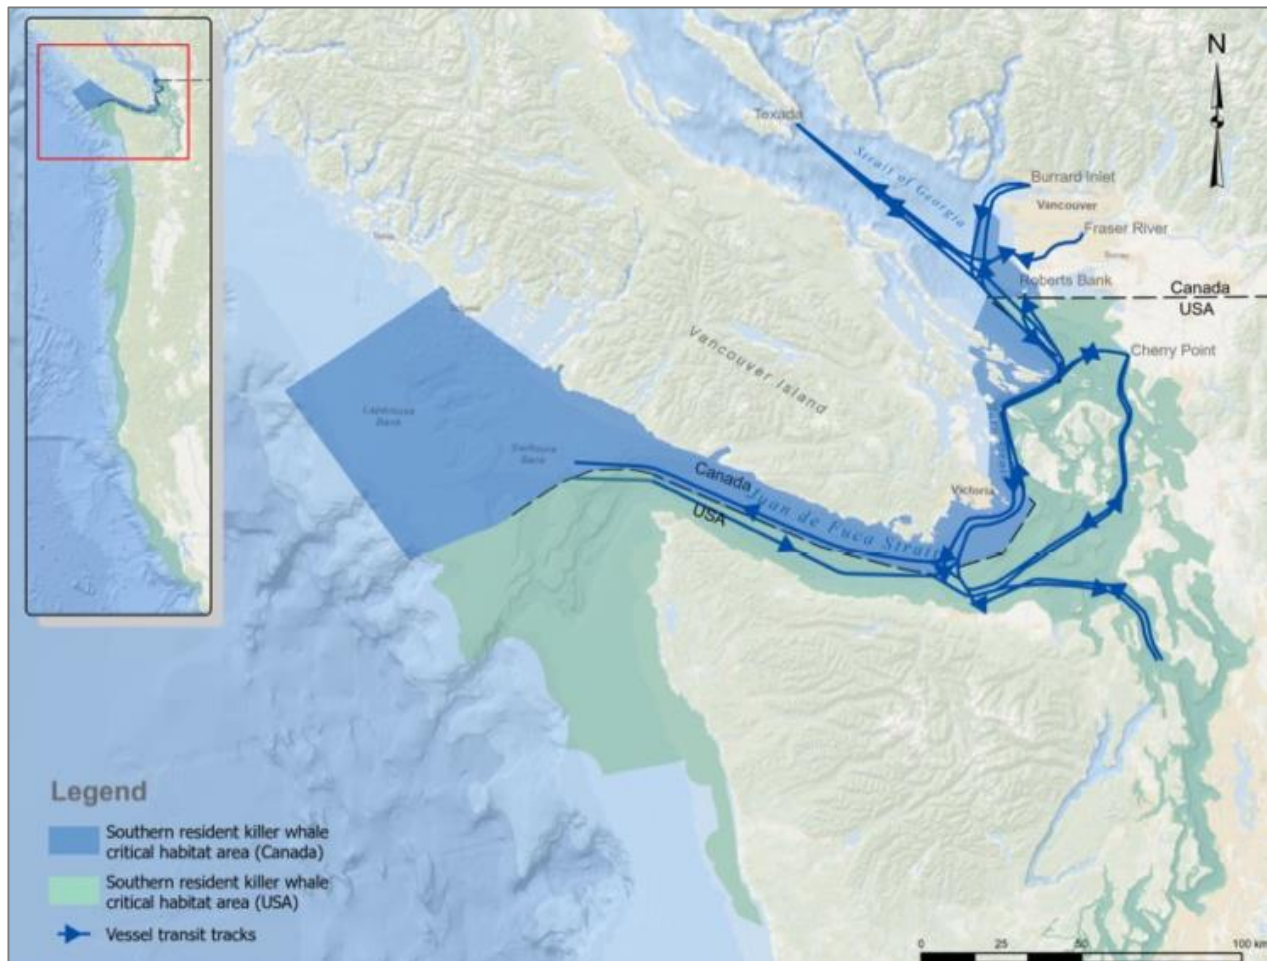 N
Texada
Strait of Georgia
Burrard Inlet
Vancouver
Fraser River
Roberts Bank
Canada
USA
Cherry Point
Vancouver Island
Bank
Bank
Canada
USA
Juan de Fuca Strait
Victoria
Legend
Southern resident killer whale
critical habitat area (Canada)
Southern resident killer whale
critical habitat area (USA)
Vessel transit tracks
0 25 50 100 km